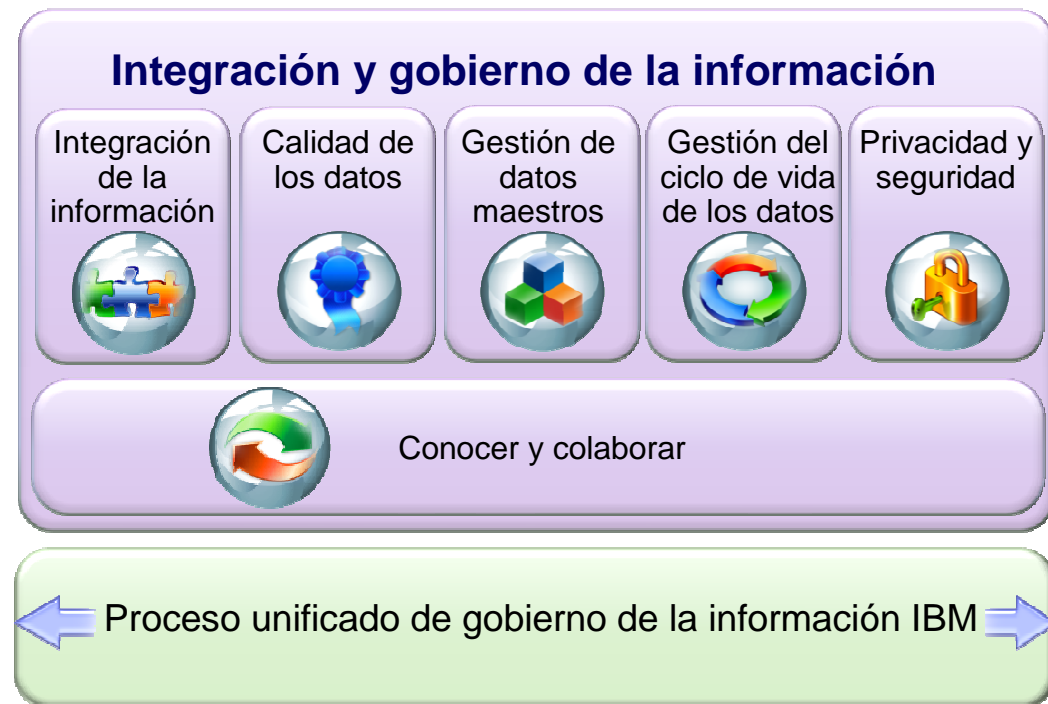 Integración y gobierno de la información
Integración
de la
información
Calidad de
los datos
Gestión de
datos
maestros
Gestión del
ciclo de vida
de los datos
Privacidad y
seguridad
Conocer y colaborar
Proceso unificado de gobierno de la información IBM